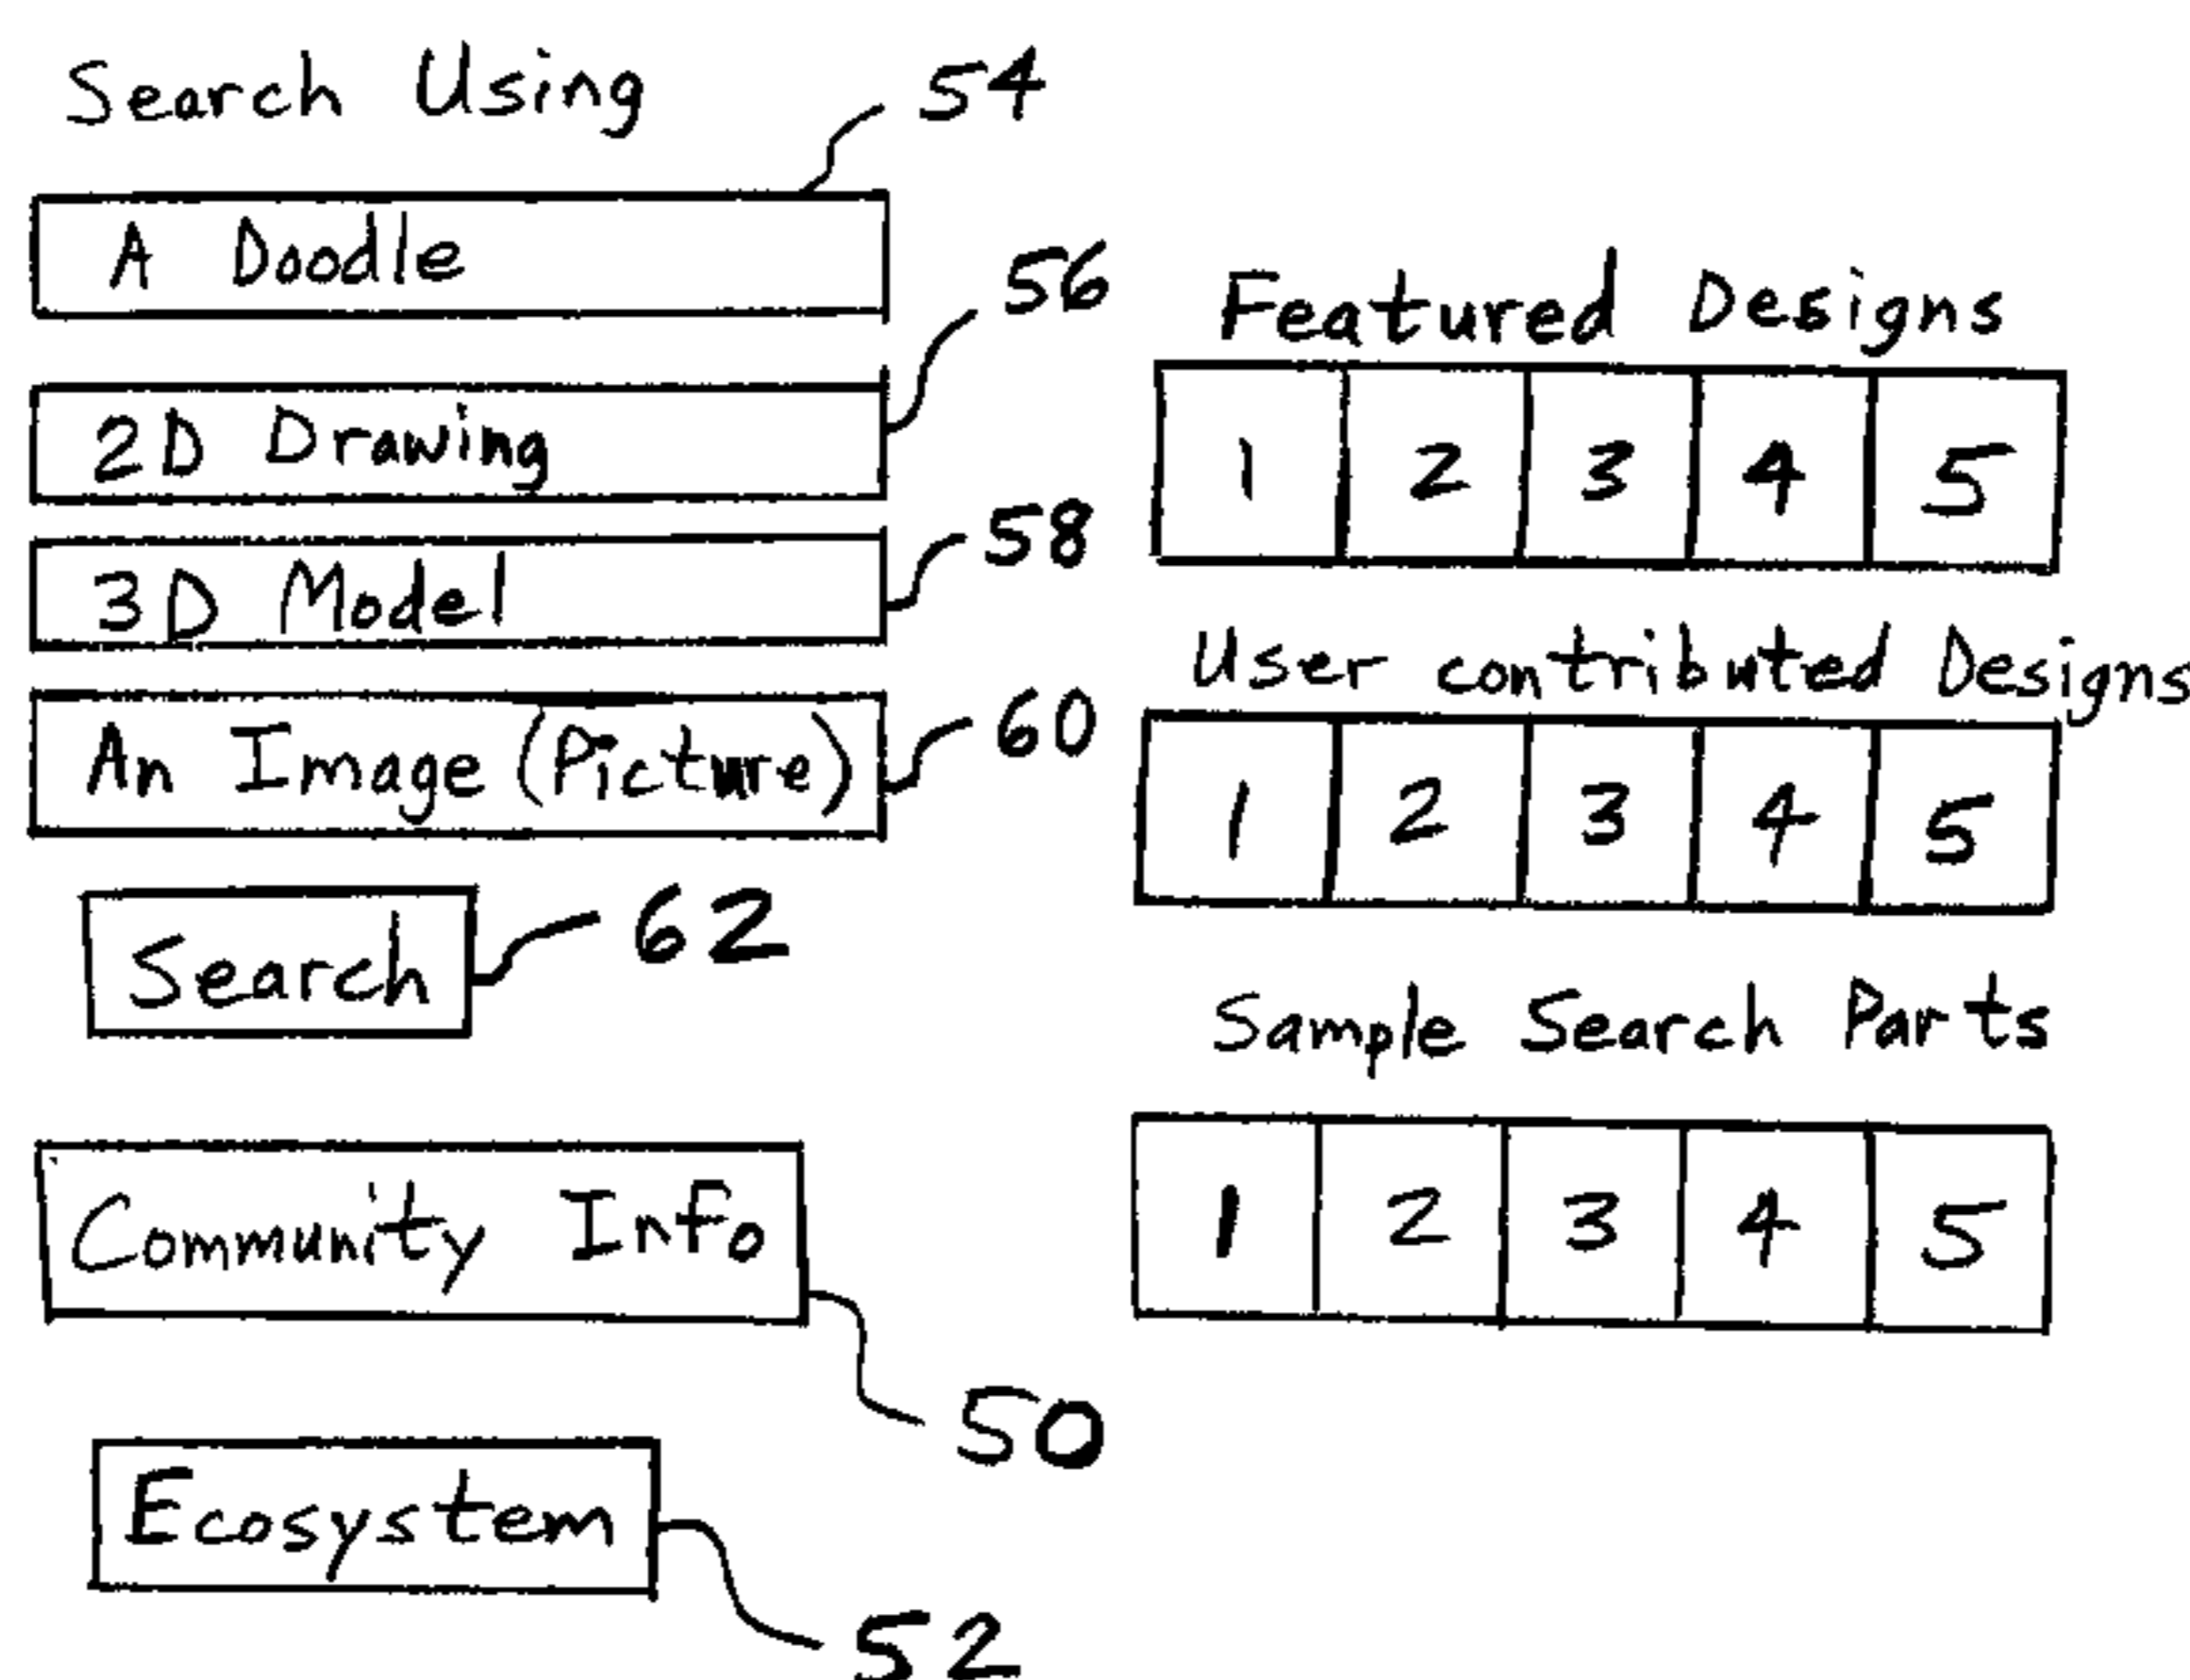 Search Using
54
A Doodle
56
2D Drawing
58
3D Model
60
An Image (Picture)
62
Search
Community Info
50
Ecosystem
52
Featured Designs
1 2 3 4 5
User contributed Designs
1 2 3 4 5
Sample Search Parts
1 2 3 4 5